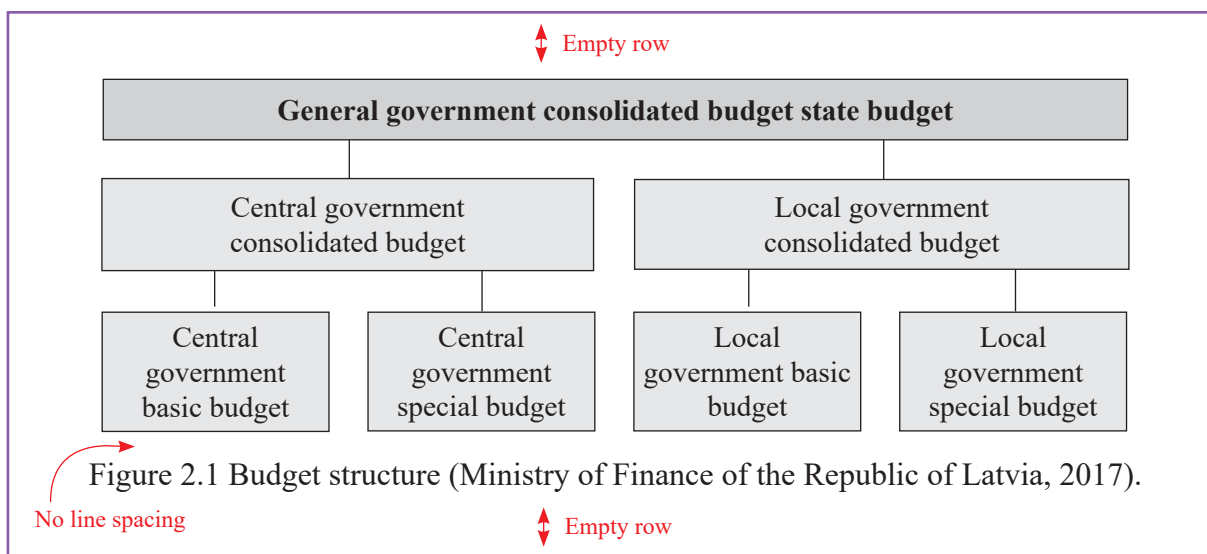 Empty row
General government consolidated budget state budget
Central government
consolidated budget
Local government
consolidated budget
Central
government
basic budget
Central
government
special budget
Local
government basic
budget
Local
government
special budget
Figure 2.1 Budget structure (Ministry of Finance of the Republic of Latvia, 2017).
No line spacing
Empty row